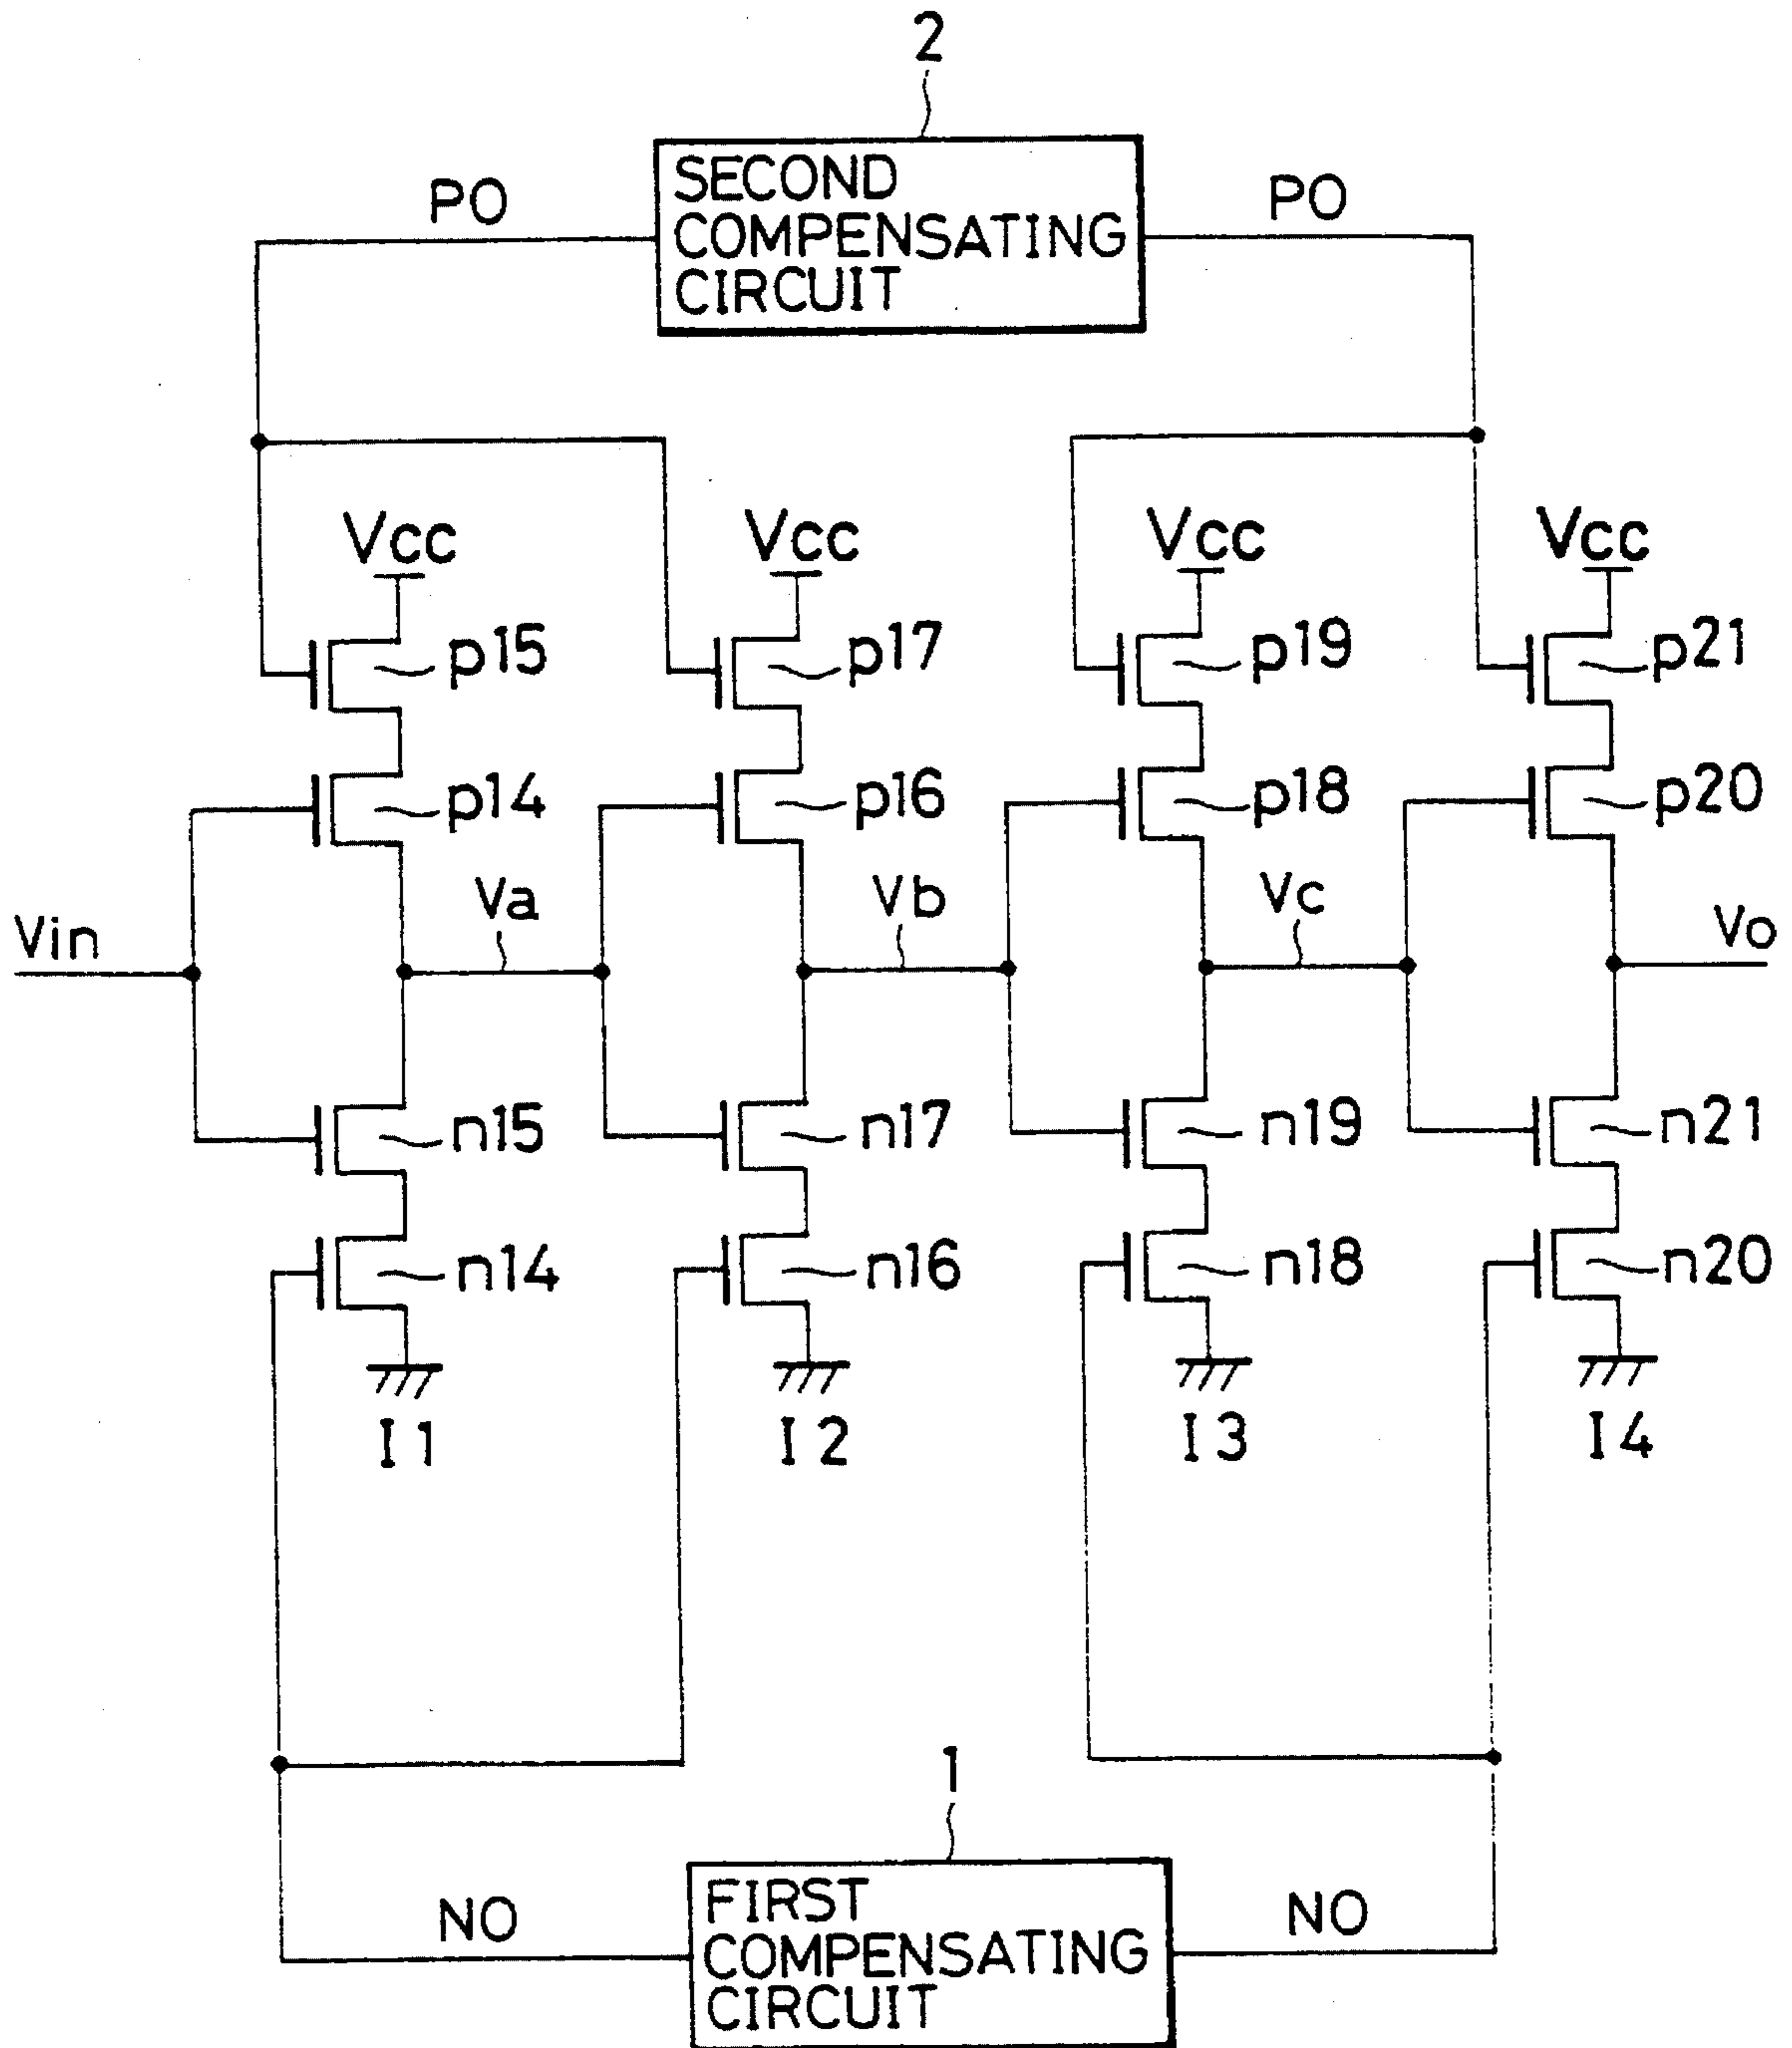 2
SECOND
COMPENSATING
CIRCUIT
PO
PO
Vcc
Vcc
Vcc
Vcc
p15
p17
p19
p21
p14
p16
p18
p20
Vin
Va
Vb
Vc
Vo
n15
n17
n19
n21
n14
n16
n18
n20
I1
I2
I3
I4
1
FIRST
COMPENSATING
CIRCUIT
NO
NO